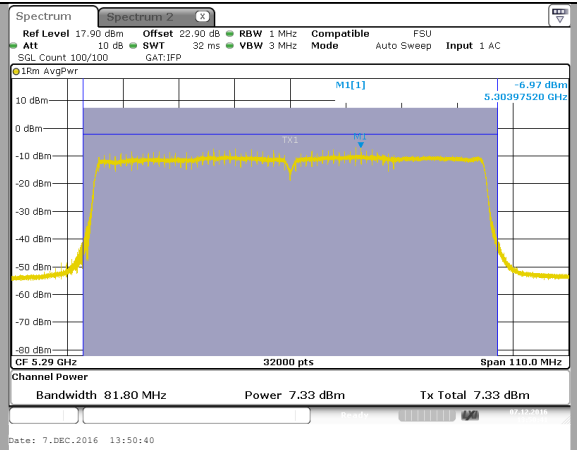 Spectrum Spectrum 2 X
Ref Level 17.90 dBm Offset 22.90 dB RBW 1 MHz Compatible FSU
Att 10 dB SWT 32 ms VBW 3 MHz Mode Auto Sweep Input 1 AC
SGL Count 100/100 GAT:IFP
1Rm AvgPwr
M1[1] -6.97 dBm
5.30397520 GHz
10 dBm
0 dBm
TX1 M1
-10 dBm
-20 dBm
-30 dBm
-40 dBm
-50 dBm
-60 dBm
-70 dBm
-80 dBm
CF 5.29 GHz 32000 pts Span 110.0 MHz
Channel Power
Bandwidth 81.80 MHz Power 7.33 dBm Tx Total 7.33 dBm
Ready 07.12.2016
Date: 7.DEC.2016 13:50:40